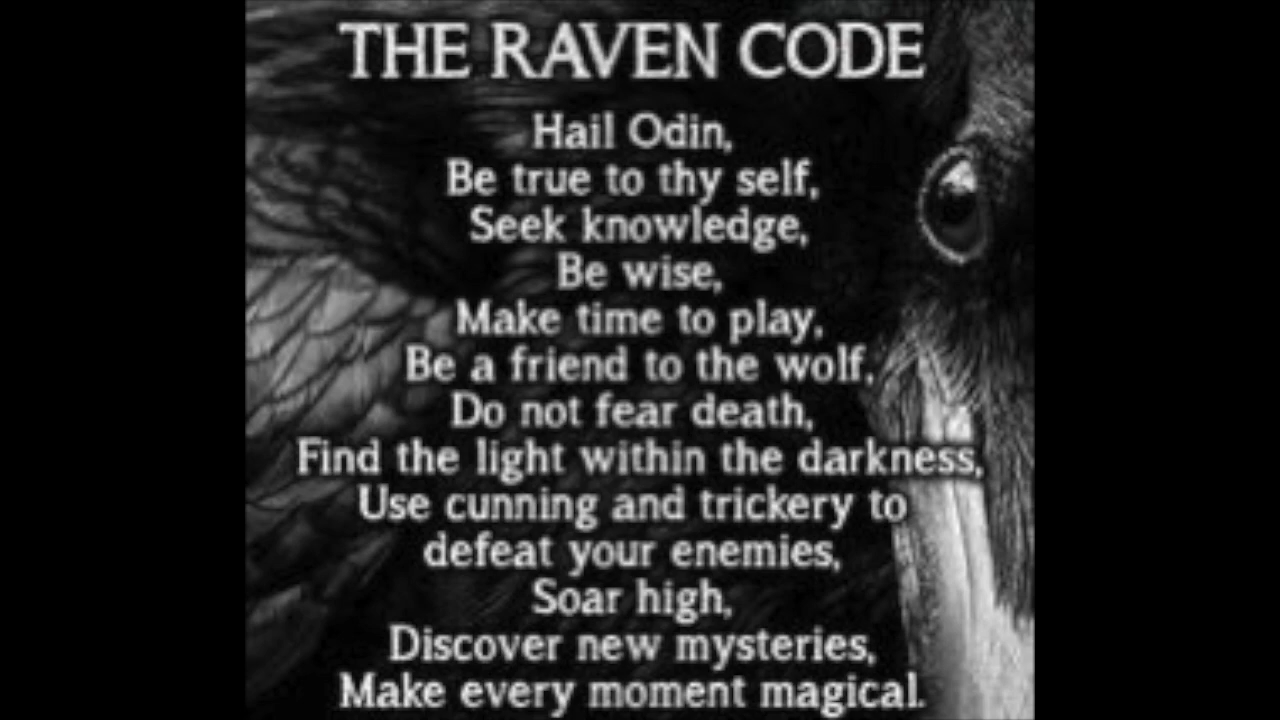 THE RAVEN CODE
Hail Odin,
Be true to thy self,
Seek knowledge,
Be wise,
Make time to play,
Be a friend to the wolf,
Do not fear death,
Find the light within the darkness,
Use cunning and trickery to
defeat your enemies,
Soar high,
Discover new mysteries,
Make every moment magical.